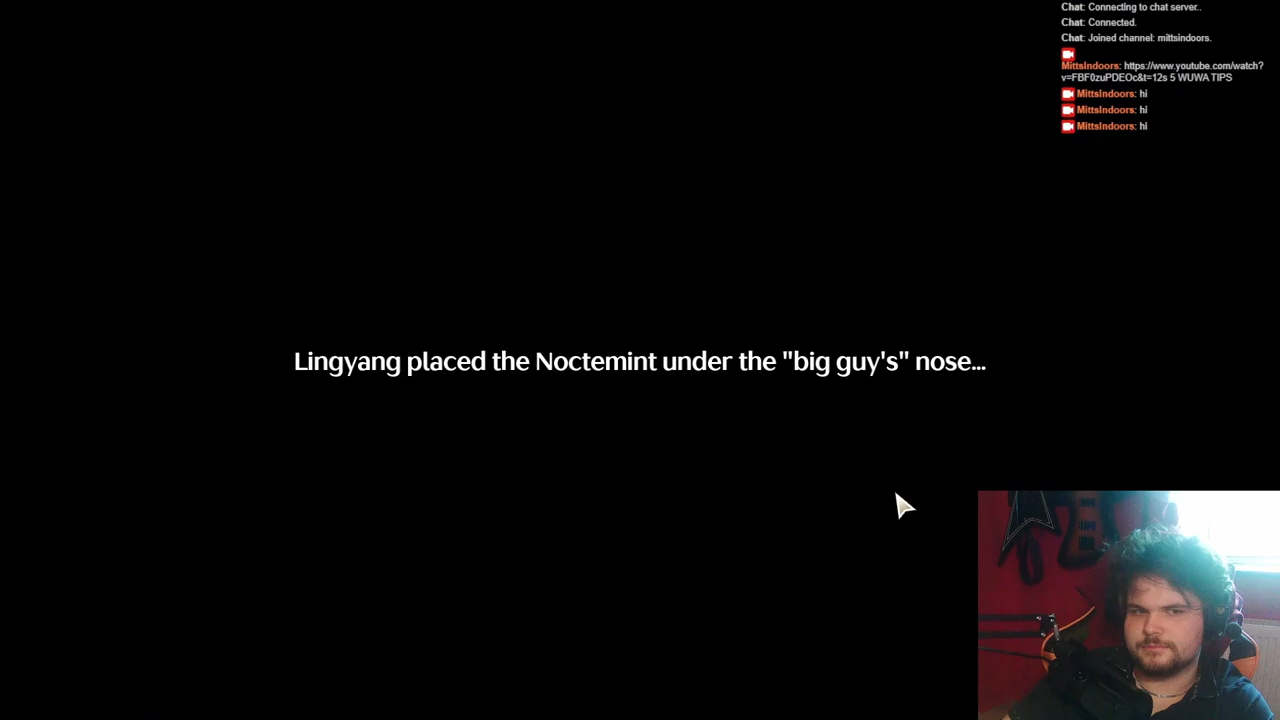 Chat: Connecting to chat server..
Chat: Connected.
Chat: Joined channel: mittsindoors.
MittsIndoors: https://www.youtube.com/watch?
v=FBF0zuPDEOc&t=12s 5 WUWA TIPS
MittsIndoors: hi
MittsIndoors: hi
MittsIndoors: hi
Lingyang placed the Noctemint under the "big guy's" nose...